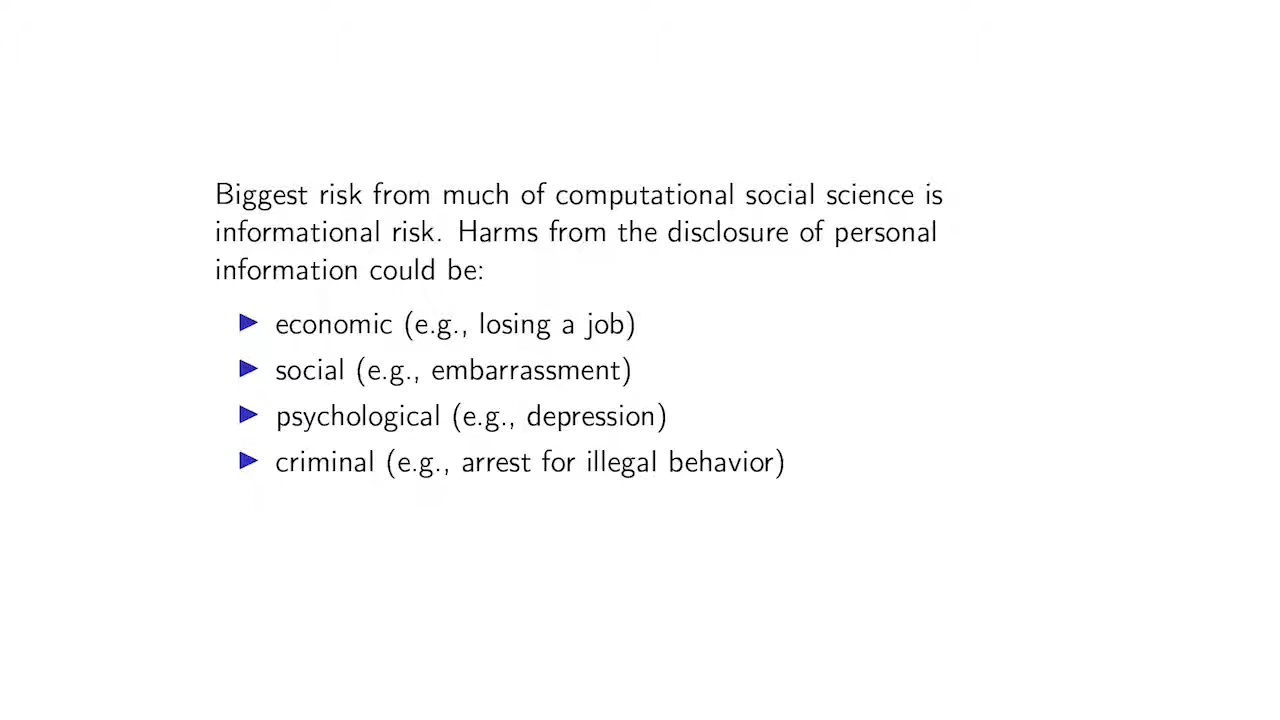 Biggest risk from much of computational social science is
informational risk. Harms from the disclosure of personal
information could be:
▶ economic (e.g., losing a job)
▶ social (e.g., embarrassment)
▶ psychological (e.g., depression)
▶ criminal (e.g., arrest for illegal behavior)